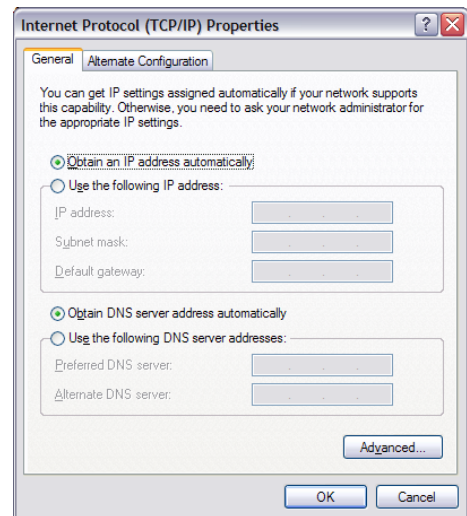 Internet Protocol (TCP/IP) Properties
General
Alternate Configuration
You can get IP settings assigned automatically if your network supports
this capability. Otherwise, you need to ask your network administrator for
the appropriate IP settings.
Obtain an IP address automatically
Use the following IP address:
IP address:
Subnet mask:
Default gateway:
Obtain DNS server address automatically
Use the following DNS server addresses:
Preferred DNS server:
Alternate DNS server:
Advanced...
OK
Cancel